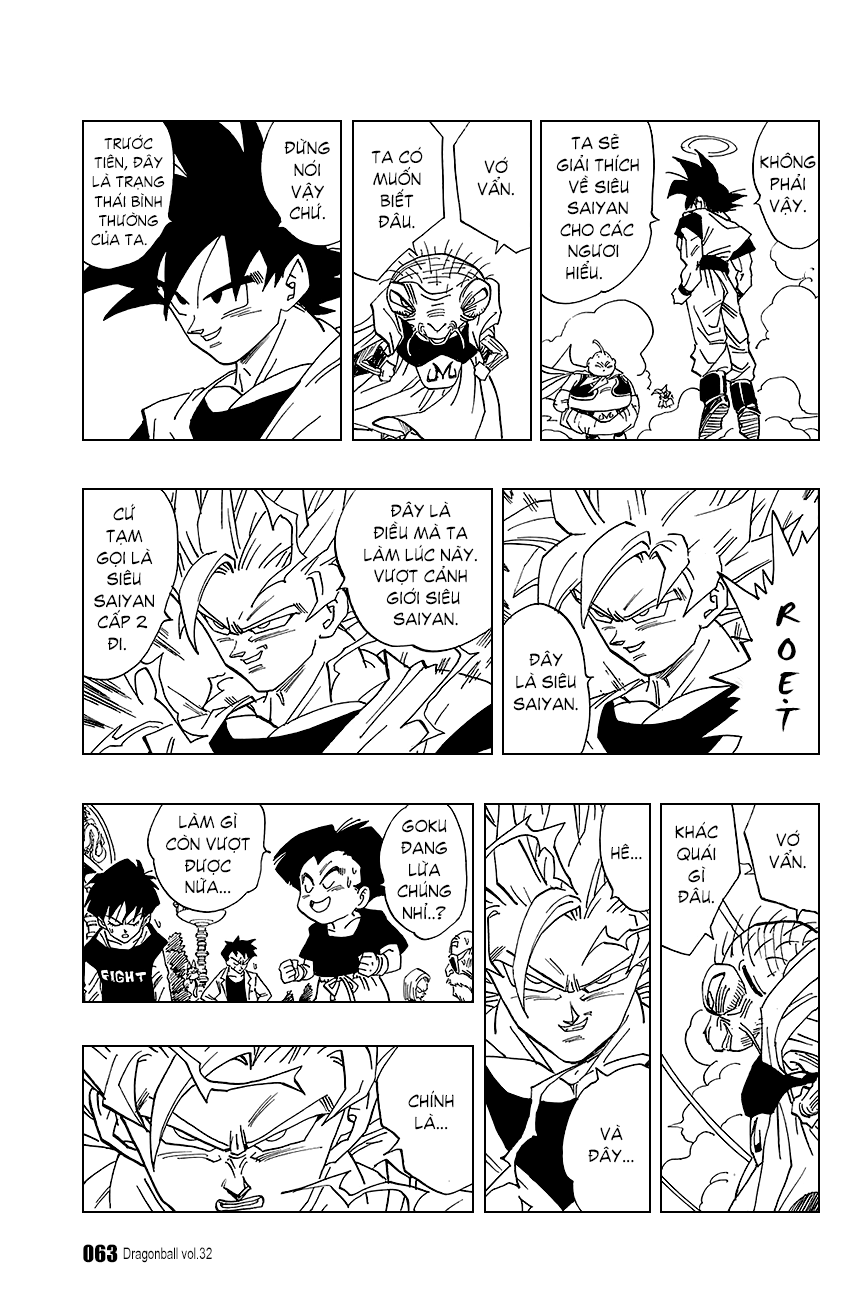 KHÔNG
PHẢI
VẬY.
TA SẼ
GIẢI THÍCH
VỀ SIÊU
SAIYAN
CHO CÁC
NGƯƠI
HIỂU.
VỚ
VẨN.
TA CÓ
MUỐN
BIẾT
ĐÂU.
ĐỪNG
NÓI
VẬY
CHỨ.
TRƯỚC
TIÊN, ĐÂY
LÀ TRẠNG
THÁI BÌNH
THƯỜNG
CỦA TA.
M
M
ROẸT
ĐÂY
LÀ SIÊU
SAIYAN.
ĐÂY LÀ
ĐIỀU MÀ TA
LÀM LÚC NÀY.
VƯỢT CẢNH
GIỚI SIÊU
SAIYAN.
CỨ
TẠM
GỌI LÀ
SIÊU
SAIYAN
CẤP 2
ĐI.
VỚ
VẨN.
KHÁC
QUÁI
GÌ
ĐÂU.
HÊ...
VÀ
ĐÂY...
GOKU
ĐANG
LỪA
CHÚNG
NHỈ..?
LÀM GÌ
CÒN VƯỢT
ĐƯỢC
NỮA...
FIGHT
CHÍNH
LÀ...
063 Dragonball vol.32